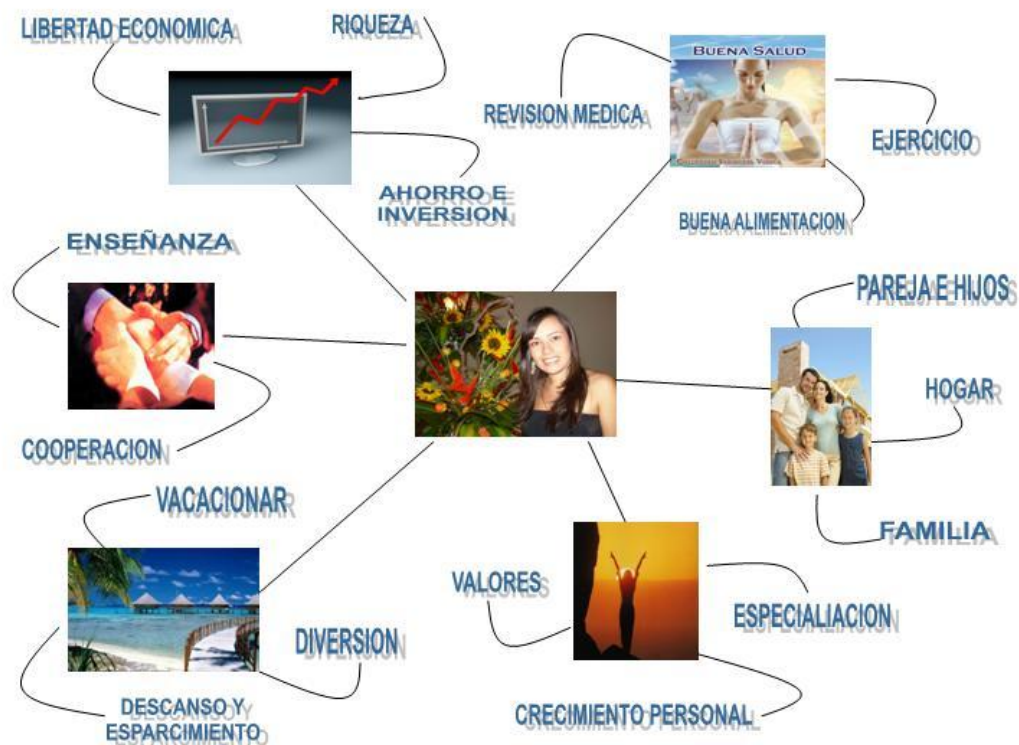 LIBERTAD ECONOMICA
RIQUEZA
AHORRO E
INVERSION
BUENA SALUD
REVISION MEDICA
EJERCICIO
BUENA ALIMENTACION
ENSEÑANZA
COOPERACION
PAREJA E HIJOS
HOGAR
FAMILIA
VACACIONAR
DIVERSION
DESCANSO Y
ESPARCIMIENTO
VALORES
ESPECIALIACION
CRECIMIENTO PERSONAL